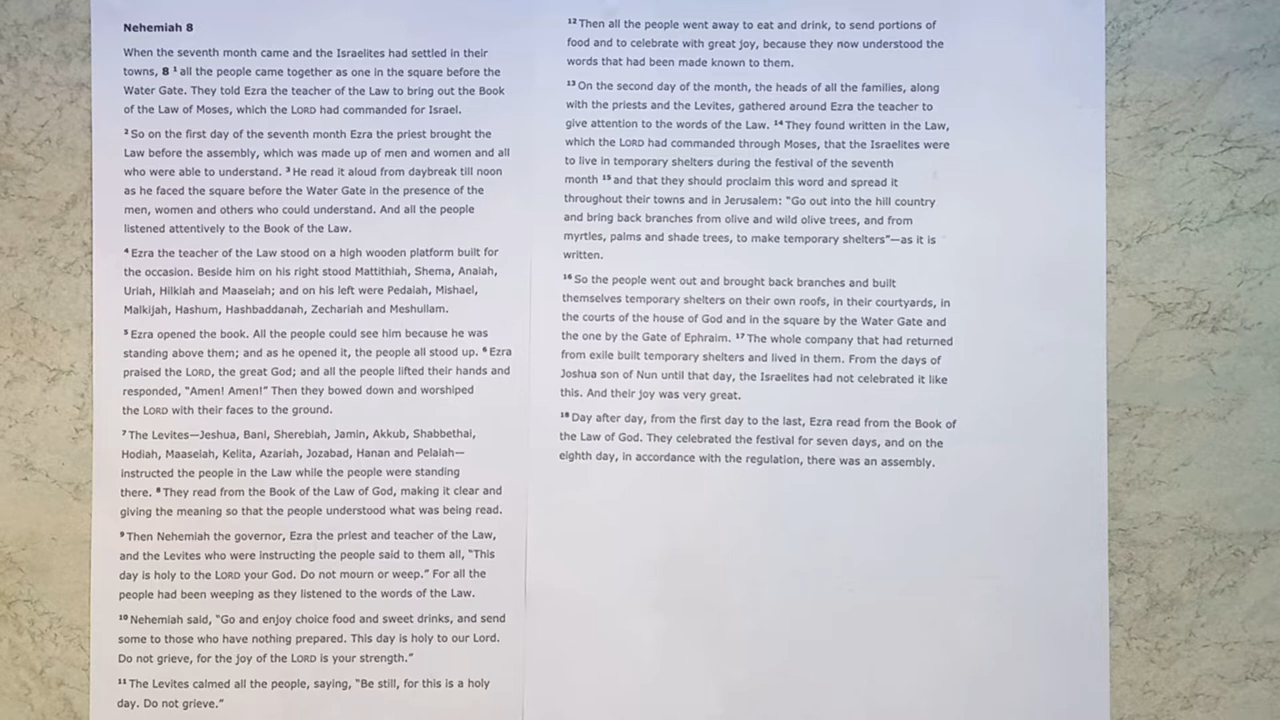 Nehemiah 8
When the seventh month came and the Israelites had settled in their
towns, 8 ¹ all the people came together as one in the square before the
Water Gate. They told Ezra the teacher of the Law to bring out the Book
of the Law of Moses, which the LORD had commanded for Israel.
² So on the first day of the seventh month Ezra the priest brought the
Law before the assembly, which was made up of men and women and all
who were able to understand. ³ He read it aloud from daybreak till noon
as he faced the square before the Water Gate in the presence of the
men, women and others who could understand. And all the people
listened attentively to the Book of the Law.
⁴ Ezra the teacher of the Law stood on a high wooden platform built for
the occasion. Beside him on his right stood Mattithiah, Shema, Anaiah,
Uriah, Hilkiah and Maaseiah; and on his left were Pedaiah, Mishael,
Malkijah, Hashum, Hashbaddanah, Zechariah and Meshullam.
⁵ Ezra opened the book. All the people could see him because he was
standing above them; and as he opened it, the people all stood up. ⁶ Ezra
praised the LORD, the great God; and all the people lifted their hands and
responded, "Amen! Amen!" Then they bowed down and worshiped
the LORD with their faces to the ground.
⁷ The Levites—Jeshua, Bani, Sherebiah, Jamin, Akkub, Shabbethai,
Hodiah, Maaseiah, Kelita, Azariah, Jozabad, Hanan and Pelaiah—
instructed the people in the Law while the people were standing
there. ⁸ They read from the Book of the Law of God, making it clear and
giving the meaning so that the people understood what was being read.
⁹ Then Nehemiah the governor, Ezra the priest and teacher of the Law,
and the Levites who were instructing the people said to them all, "This
day is holy to the LORD your God. Do not mourn or weep." For all the
people had been weeping as they listened to the words of the Law.
¹⁰ Nehemiah said, "Go and enjoy choice food and sweet drinks, and send
some to those who have nothing prepared. This day is holy to our Lord.
Do not grieve, for the joy of the LORD is your strength."
¹¹ The Levites calmed all the people, saying, "Be still, for this is a holy
day. Do not grieve."
¹² Then all the people went away to eat and drink, to send portions of
food and to celebrate with great joy, because they now understood the
words that had been made known to them.
¹³ On the second day of the month, the heads of all the families, along
with the priests and the Levites, gathered around Ezra the teacher to
give attention to the words of the Law. ¹⁴ They found written in the Law,
which the LORD had commanded through Moses, that the Israelites were
to live in temporary shelters during the festival of the seventh
month ¹⁵ and that they should proclaim this word and spread it
throughout their towns and in Jerusalem: "Go out into the hill country
and bring back branches from olive and wild olive trees, and from
myrtles, palms and shade trees, to make temporary shelters"—as it is
written.
¹⁶ So the people went out and brought back branches and built
themselves temporary shelters on their own roofs, in their courtyards, in
the courts of the house of God and in the square by the Water Gate and
the one by the Gate of Ephraim. ¹⁷ The whole company that had returned
from exile built temporary shelters and lived in them. From the days of
Joshua son of Nun until that day, the Israelites had not celebrated it like
this. And their joy was very great.
¹⁸ Day after day, from the first day to the last, Ezra read from the Book of
the Law of God. They celebrated the festival for seven days, and on the
eighth day, in accordance with the regulation, there was an assembly.